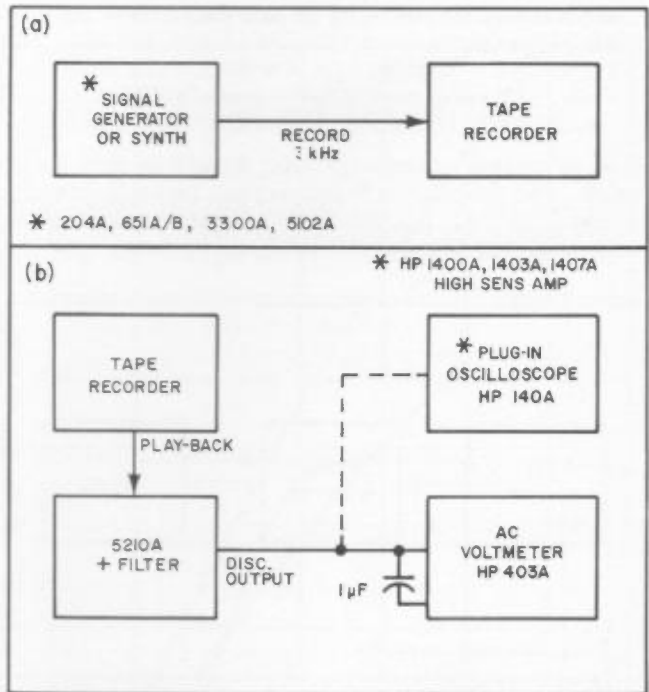 (a)
* SIGNAL
GENERATOR
OR SYNTH
RECORD
3 kHz
TAPE
RECORDER
* 204A, 651A/B, 3300A, 5102A
(b)
* HP 1400A, 1403A, 1407A
HIGH SENS AMP
TAPE
RECORDER
* PLUG-IN
OSCILLOSCOPE
HP 140A
PLAY-BACK
5210A
+ FILTER
DISC.
OUTPUT
1µF
AC
VOLTMETER
HP 403A